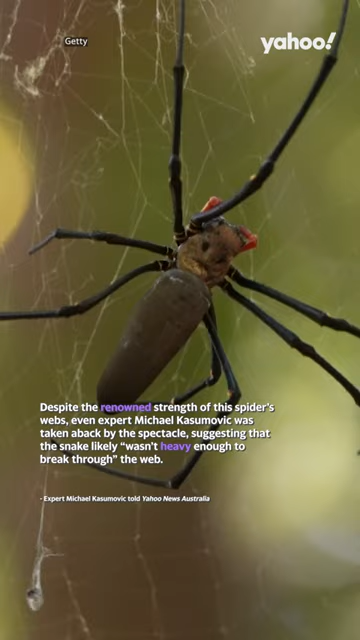 Getty
yahoo!
Despite the renowned strength of this spider's
webs, even expert Michael Kasumovic was
taken aback by the spectacle, suggesting that
the snake likely "wasn't heavy enough to
break through" the web.
- Expert Michael Kasumovic told Yahoo News Australia